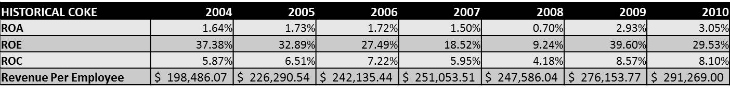 HISTORICAL COKE 2004 2005 2006 2007 2008 2009 2010
ROA 1.64% 1.73% 1.72% 1.50% 0.70% 2.93% 3.05%
ROE 37.38% 32.89% 27.49% 18.52% 9.24% 39.60% 29.53%
ROC 5.87% 6.51% 7.22% 5.95% 4.18% 8.57% 8.10%
Revenue Per Employee $ 198,486.07 $ 226,290.54 $ 242,135.44 $ 251,053.51 $ 247,586.04 $ 276,153.77 $ 291,269.00